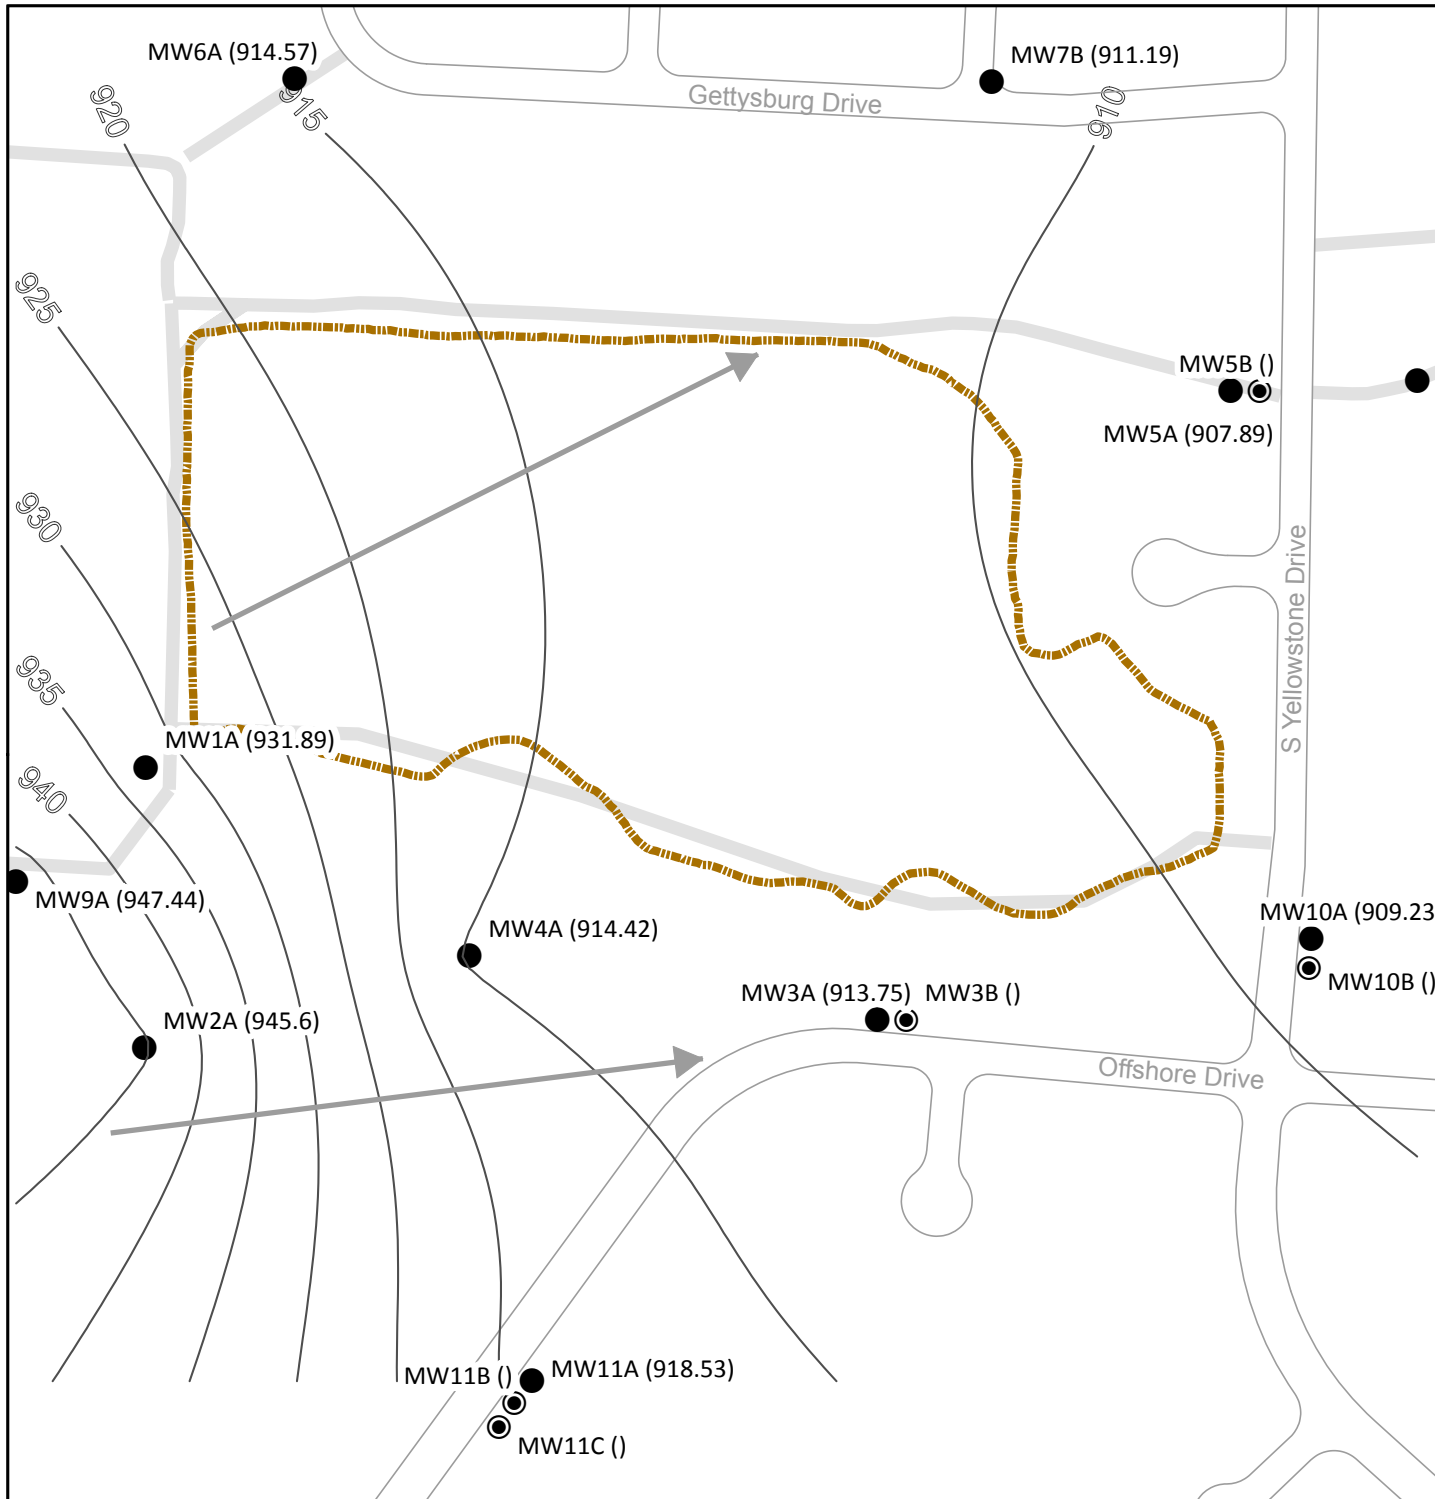 MW6A (914.57)
MW7B (911.19)
920
915
Gettysburg Drive
910
925
MW5B ()
MW5A (907.89)
930
S Yellowstone Drive
935
MW1A (931.89)
940
MW9A (947.44)
MW10A (909.23
MW4A (914.42)
MW10B ()
MW3A (913.75)
MW3B ()
MW2A (945.6)
Offshore Drive
MW11B ()
MW11A (918.53)
MW11C ()